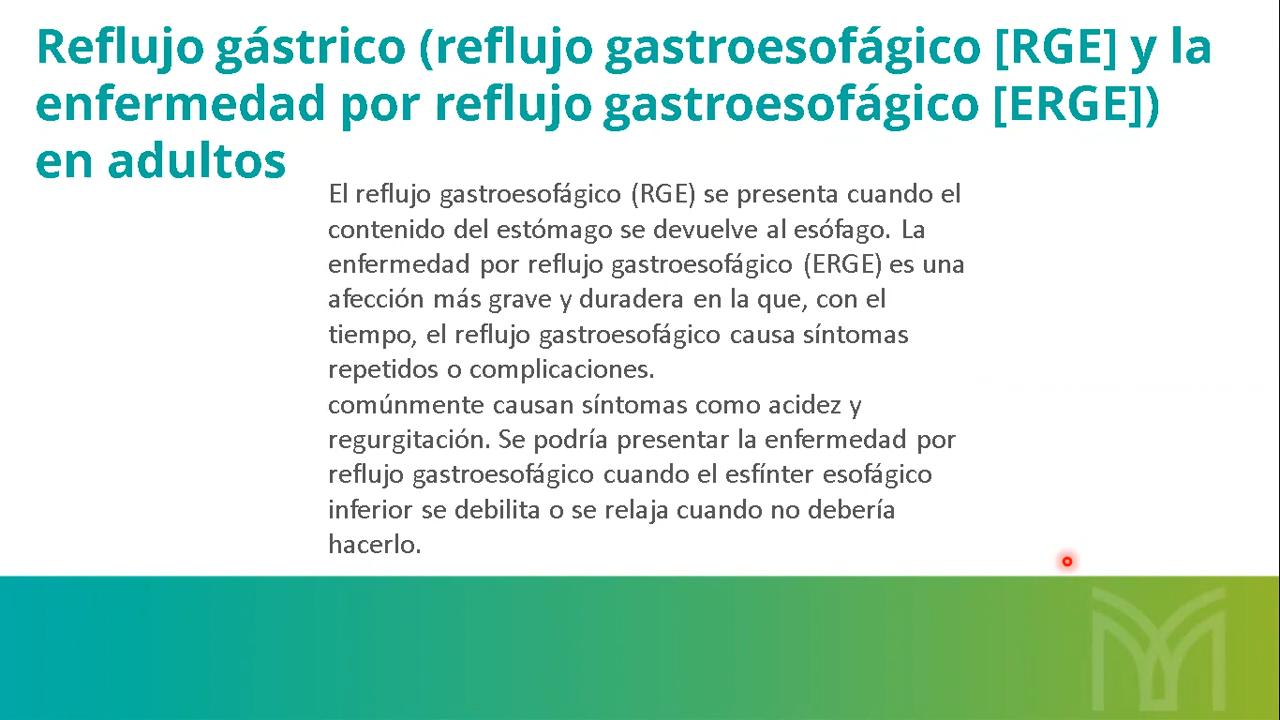 Reflujo gástrico (reflujo gastroesofágico [RGE] y la
enfermedad por reflujo gastroesofágico [ERGE])
en adultos
El reflujo gastroesofágico (RGE) se presenta cuando el
contenido del estómago se devuelve al esófago. La
enfermedad por reflujo gastroesofágico (ERGE) es una
afección más grave y duradera en la que, con el
tiempo, el reflujo gastroesofágico causa síntomas
repetidos o complicaciones.
comúnmente causan síntomas como acidez y
regurgitación. Se podría presentar la enfermedad por
reflujo gastroesofágico cuando el esfínter esofágico
inferior se debilita o se relaja cuando no debería
hacerlo.